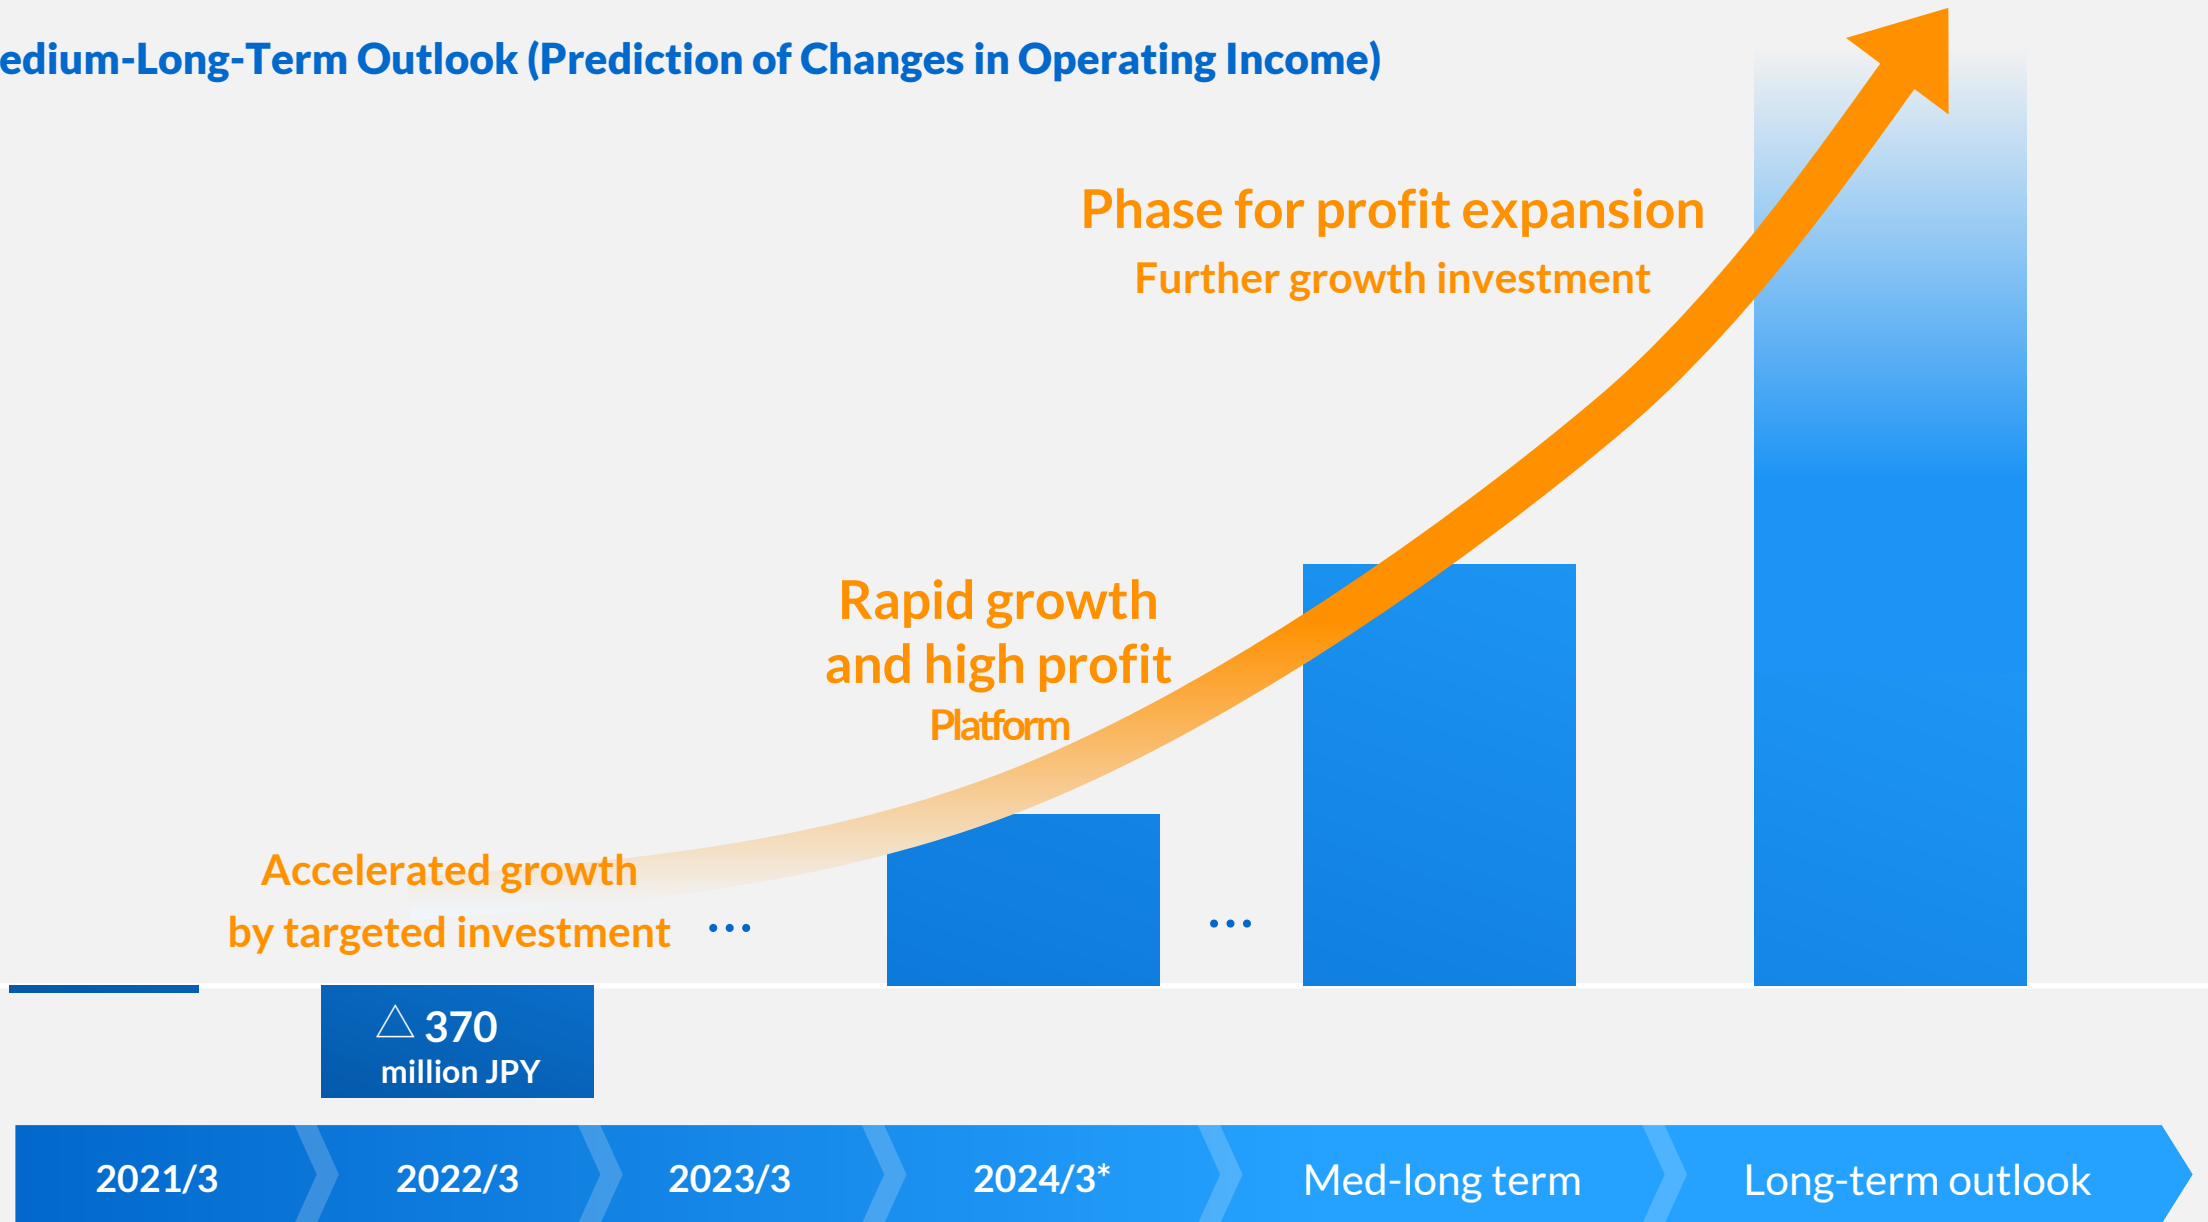 edium-Long-Term Outlook (Prediction of Changes in Operating Income)
Phase for profit expansion
Further growth investment
Rapid growth
and high profit
Platform
Accelerated growth
by targeted investment
...
...
△ 370
million JPY
2021/3
2022/3
2023/3
2024/3*
Med-long term
Long-term outlook